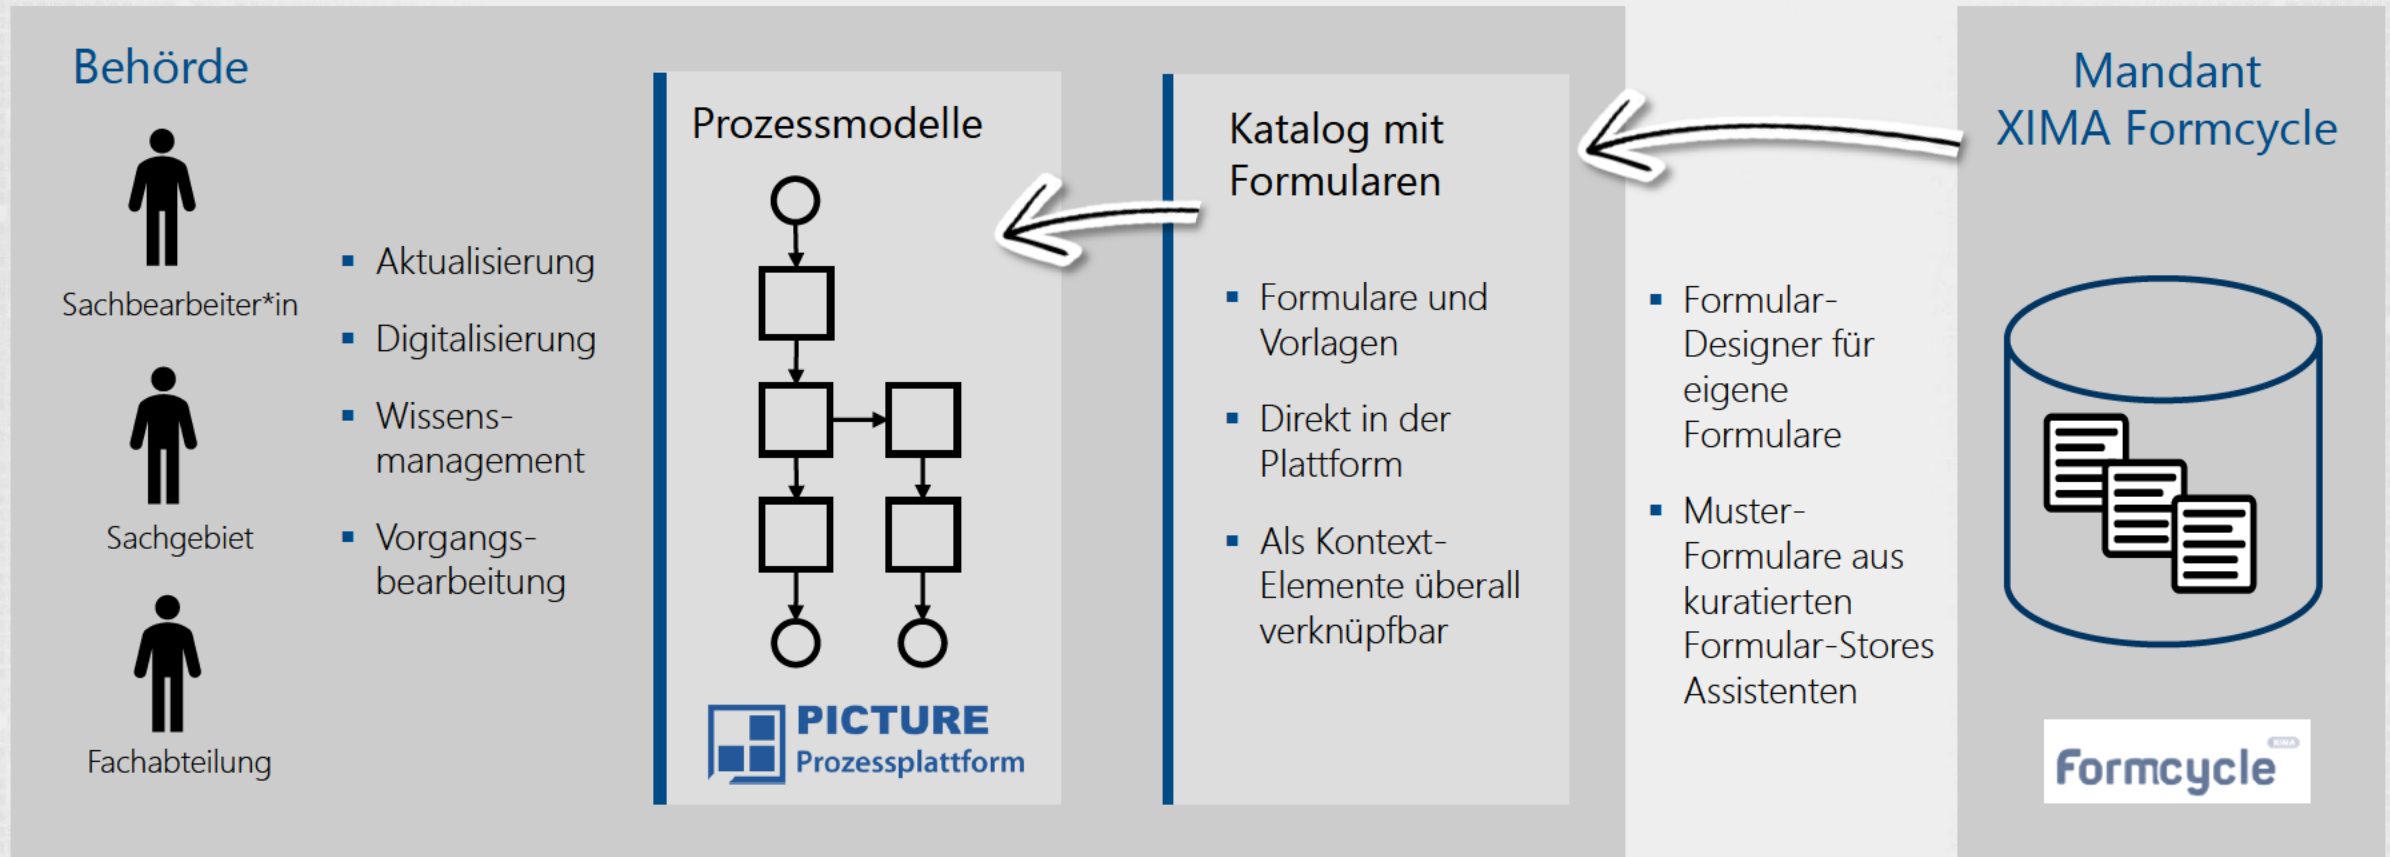 Behörde
Sachbearbeiter*in
Sachgebiet
Fachabteilung
▪ Aktualisierung
▪ Digitalisierung
▪ Wissens-
management
▪ Vorgangs-
bearbeitung
Prozessmodelle
PICTURE
Prozessplattform
Katalog mit
Formularen
▪ Formulare und
Vorlagen
▪ Direkt in der
Plattform
▪ Als Kontext-
Elemente überall
verknüpfbar
▪ Formular-
Designer für
eigene
Formulare
▪ Muster-
Formulare aus
kuratierten
Formular-Stores
Assistenten
Mandant
XIMA Formcycle
XIMA
Formcycle